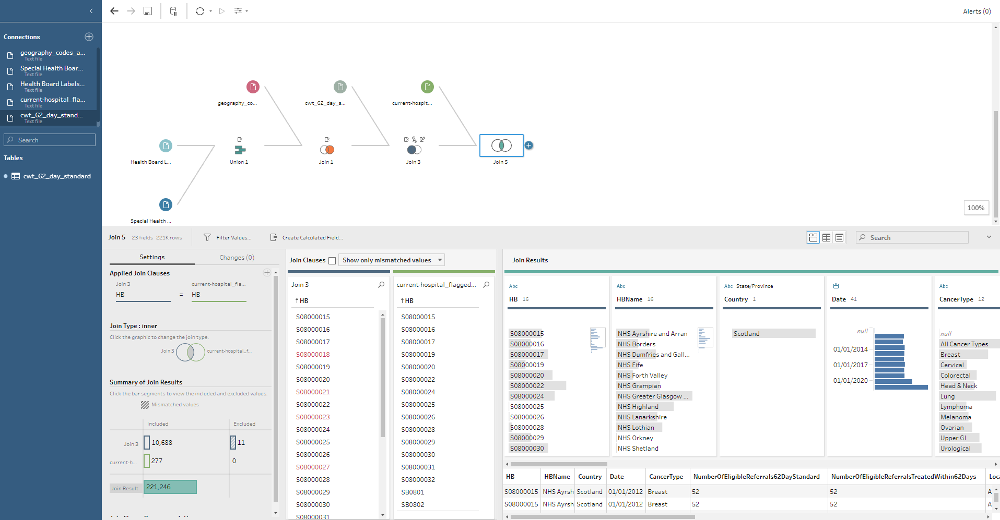 Alerts (0)
Connections
geography_codes_a...
Text file
Special Health Boar...
Text file
Health Board Labels...
Text file
current-hospital_fla...
Text file
cwt_62_day_stand...
Text file
Search
Tables
cwt_62_day_standard
geography_co...
cwt_62_day_s...
current-hospit...
Health Board L...
Union 1
Join 1
Join 3
Join 5
Special Health ...
100%
Join 5 23 fields 221K rows
Filter Values...
Create Calculated Field...
Search
Settings
Changes (0)
Applied Join Clauses
Join 3
current-hospital_fla...
HB = HB
Join Type : inner
Click the graphic to change the join type.
Join 3
current-hospital_f...
Summary of Join Results
Click the bar segments to view the included and excluded values.
Mismatched values
Included Excluded
Join 3 10,688 11
current-h... 277 0
Join Result 221,246
Join Clauses
Show only mismatched values
Join 3
HB
S08000015
S08000016
S08000017
S08000018
S08000019
S08000020
S08000021
S08000022
S08000023
S08000024
S08000025
S08000026
S08000027
S08000028
S08000029
S08000030
S08000031
current-hospital_flagged...
HB
S08000015
S08000016
S08000017
S08000019
S08000020
S08000022
S08000024
S08000025
S08000026
S08000028
S08000029
S08000030
S08000031
S08000032
SB0801
SB0802
Join Results
Abc
HB 16
S08000015
S08000016
S08000017
S08000019
S08000020
S08000022
S08000024
S08000025
S08000026
S08000028
S08000029
S08000030
Abc
HBName 16
NHS Ayrshire and Arran
NHS Borders
NHS Dumfries and Gall...
NHS Fife
NHS Forth Valley
NHS Grampian
NHS Greater Glasgow ...
NHS Highland
NHS Lanarkshire
NHS Lothian
NHS Orkney
NHS Shetland
Abc State/Province
Country 1
Scotland
Date 41
null
01/01/2014
01/01/2017
01/01/2020
Abc
CancerType 12
null
All Cancer Types
Breast
Cervical
Colorectal
Head & Neck
Lung
Lymphoma
Melanoma
Ovarian
Upper GI
Urological
HB HBName Country Date CancerType NumberOfEligibleReferrals62DayStandard NumberOfEligibleReferralsTreatedWithin62Days Loca
S08000015 NHS Ayrsh Scotland 01/01/2012 Breast 52 52 A
S08000015 NHS Ayrsh Scotland 01/01/2012 Breast 52 52 A